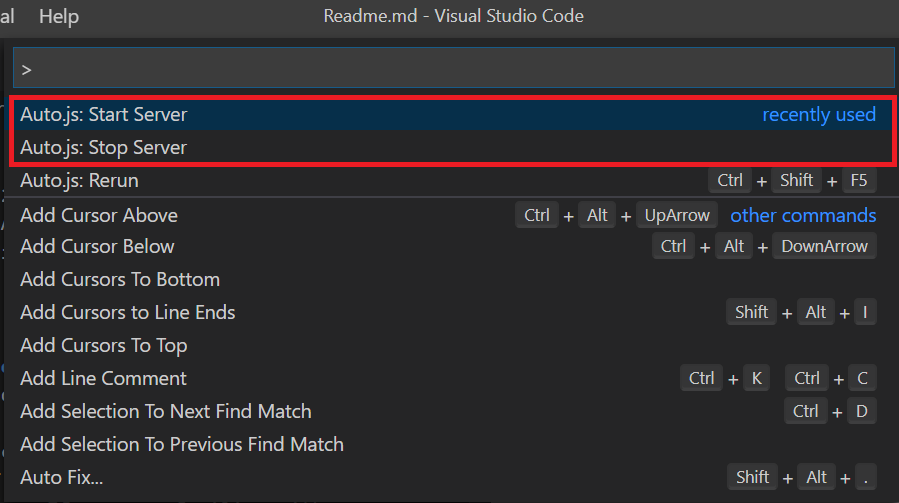 al Help Readme.md - Visual Studio Code
>
Auto.js: Start Server recently used
Auto.js: Stop Server
Auto.js: Rerun Ctrl + Shift + F5
Add Cursor Above Ctrl + Alt + UpArrow other commands
Add Cursor Below Ctrl + Alt + DownArrow
Add Cursors To Bottom
Add Cursors to Line Ends Shift + Alt + I
Add Cursors To Top
Add Line Comment Ctrl + K Ctrl + C
Add Selection To Next Find Match Ctrl + D
Add Selection To Previous Find Match
Auto Fix... Shift + Alt + .